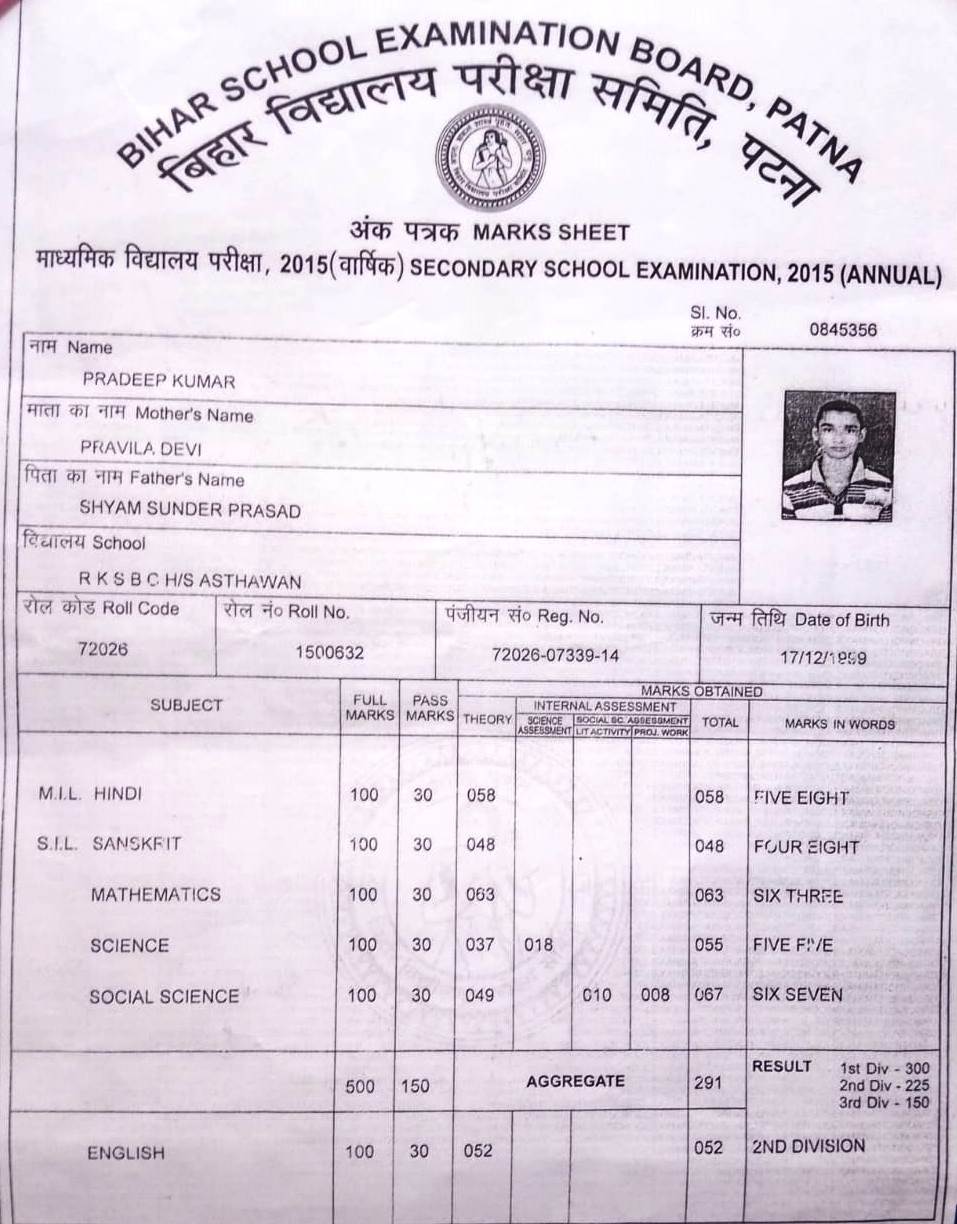 BIHAR SCHOOL EXAMINATION BOARD, PATNA
बिहार विद्यालय परीक्षा समिति, पटना
अंक पत्रक MARKS SHEET
माध्यमिक विद्यालय परीक्षा, 2015(वार्षिक) SECONDARY SCHOOL EXAMINATION, 2015 (ANNUAL)
Sl. No.
क्रम सं० 0845356
नाम Name
PRADEEP KUMAR
माता का नाम Mother's Name
PRAVILA DEVI
पिता का नाम Father's Name
SHYAM SUNDER PRASAD
विद्यालय School
R K S B C H/S ASTHAWAN
रोल कोड Roll Code रोल नं० Roll No. पंजीयन सं० Reg. No. जन्म तिथि Date of Birth
72026 1500632 72026-07339-14 17/12/1999
MARKS OBTAINED
SUBJECT FULL MARKS PASS MARKS THEORY INTERNAL ASSESSMENT TOTAL MARKS IN WORDS
SCIENCE ASSESSMENT SOCIAL SC. ASSESSMENT
LIT ACTIVITY PROJ. WORK
M.I.L. HINDI 100 30 058 058 FIVE EIGHT
S.I.L. SANSKRIT 100 30 048 048 FOUR EIGHT
MATHEMATICS 100 30 063 063 SIX THREE
SCIENCE 100 30 037 018 055 FIVE FIVE
SOCIAL SCIENCE 100 30 049 010 008 067 SIX SEVEN
500 150 AGGREGATE 291 RESULT 1st Div - 300
2nd Div - 225
3rd Div - 150
ENGLISH 100 30 052 052 2ND DIVISION